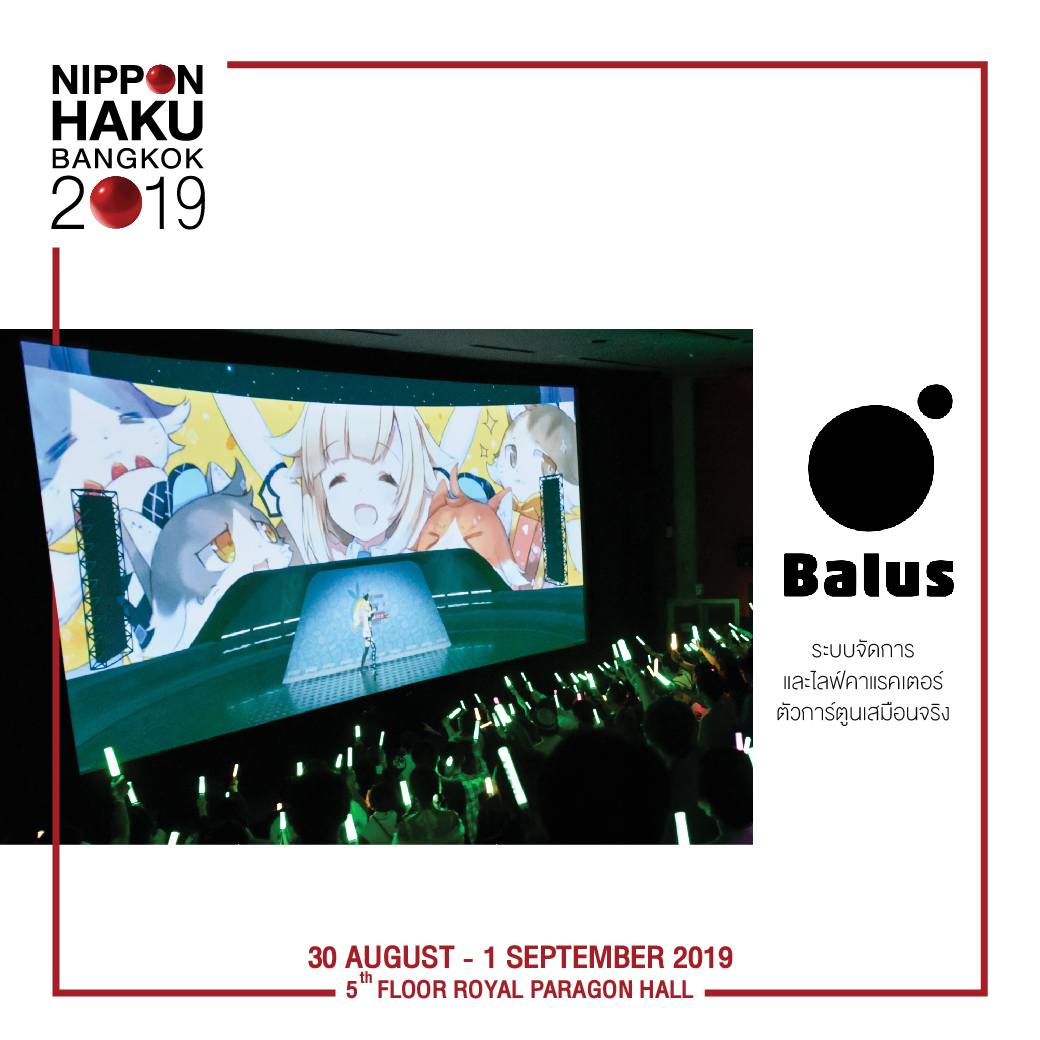 NIPPON
HAKU
BANGKOK
2019
Balus
ระบบจัดการ
และไลฟ์คาแรคเตอร์
ตัวการ์ตูนเสมือนจริง
30 AUGUST - 1 SEPTEMBER 2019
5th FLOOR ROYAL PARAGON HALL